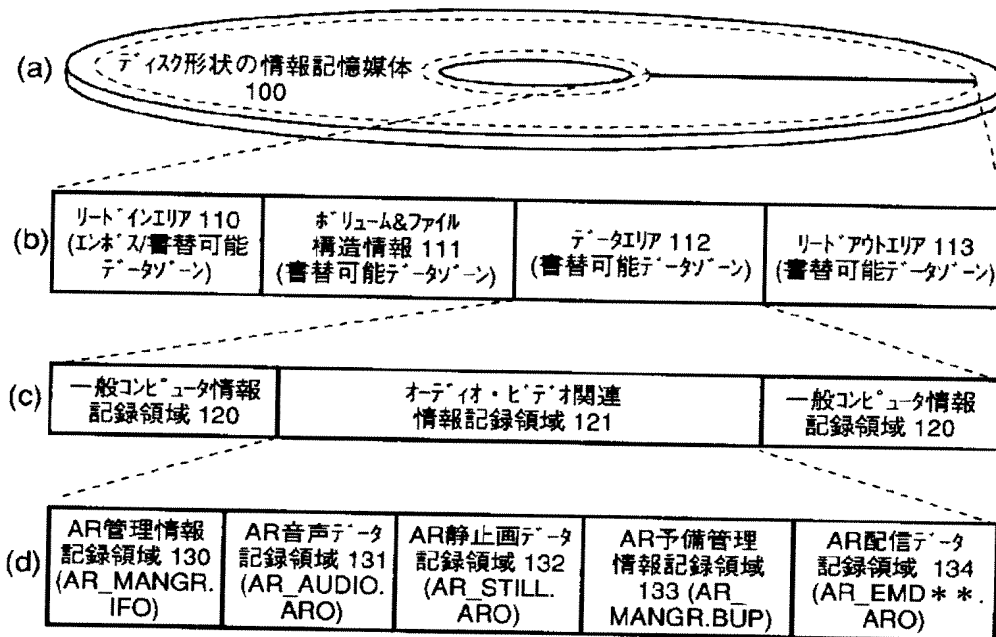 (a)
ディスク形状の情報記憶媒体
100
(b)
リードインエリア 110
(エンボス/書替可能
データゾーン)
ボリューム&ファイル
構造情報 111
(書替可能データゾーン)
データエリア 112
(書替可能データゾーン)
リードアウトエリア 113
(書替可能データゾーン)
(c)
一般コンピュータ情報
記録領域 120
オーディオ・ビデオ関連
情報記録領域 121
一般コンピュータ情報
記録領域 120
(d)
AR管理情報
記録領域 130
(AR_MANGR.
IFO)
AR音声データ
記録領域 131
(AR_AUDIO.
ARO)
AR静止画データ
記録領域 132
(AR_STILL.
ARO)
AR予備管理
情報記録領域
133 (AR_
MANGR.BUP)
AR配信データ
記録領域 134
(AR_EMD＊＊.
ARO)